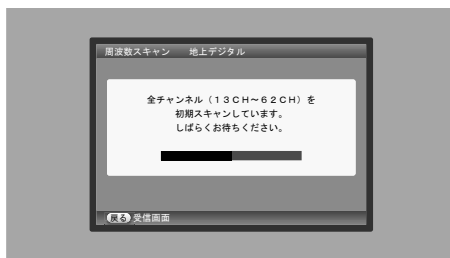 周波数スキャン　地上デジタル
全チャンネル（１３ＣＨ～６２ＣＨ）を
初期スキャンしています。
しばらくお待ちください。
戻る 受信画面